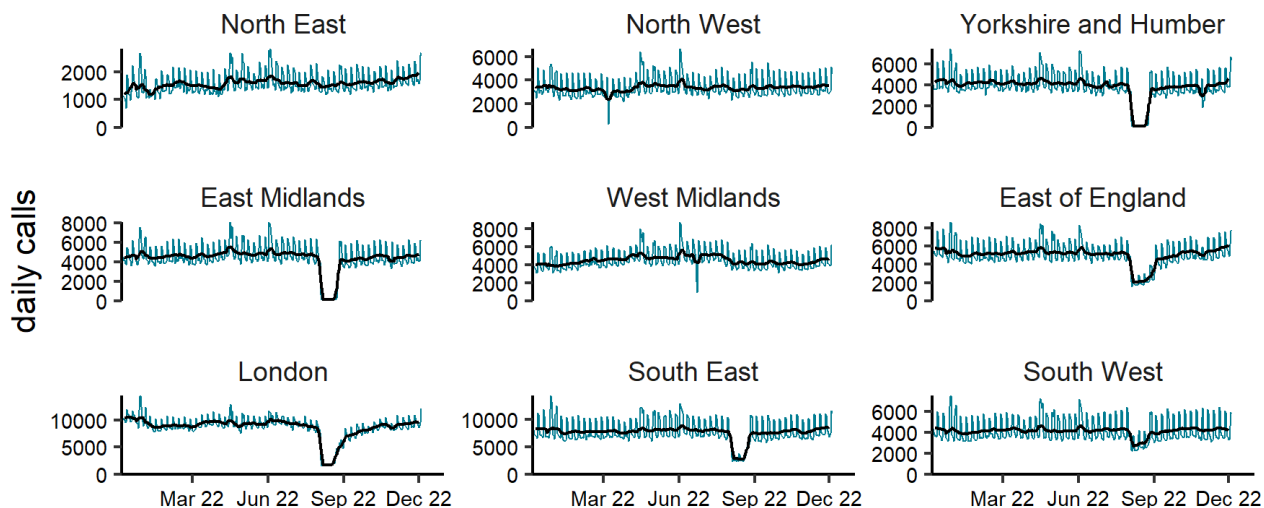 North East
2000
1000
0
North West
6000
4000
2000
0
Yorkshire and Humber
6000
4000
2000
0
daily calls
East Midlands
8000
6000
4000
2000
0
West Midlands
8000
6000
4000
2000
0
East of England
8000
6000
4000
2000
0
London
10000
5000
0
Mar 22 Jun 22 Sep 22 Dec 22
South East
10000
5000
0
Mar 22 Jun 22 Sep 22 Dec 22
South West
6000
4000
2000
0
Mar 22 Jun 22 Sep 22 Dec 22